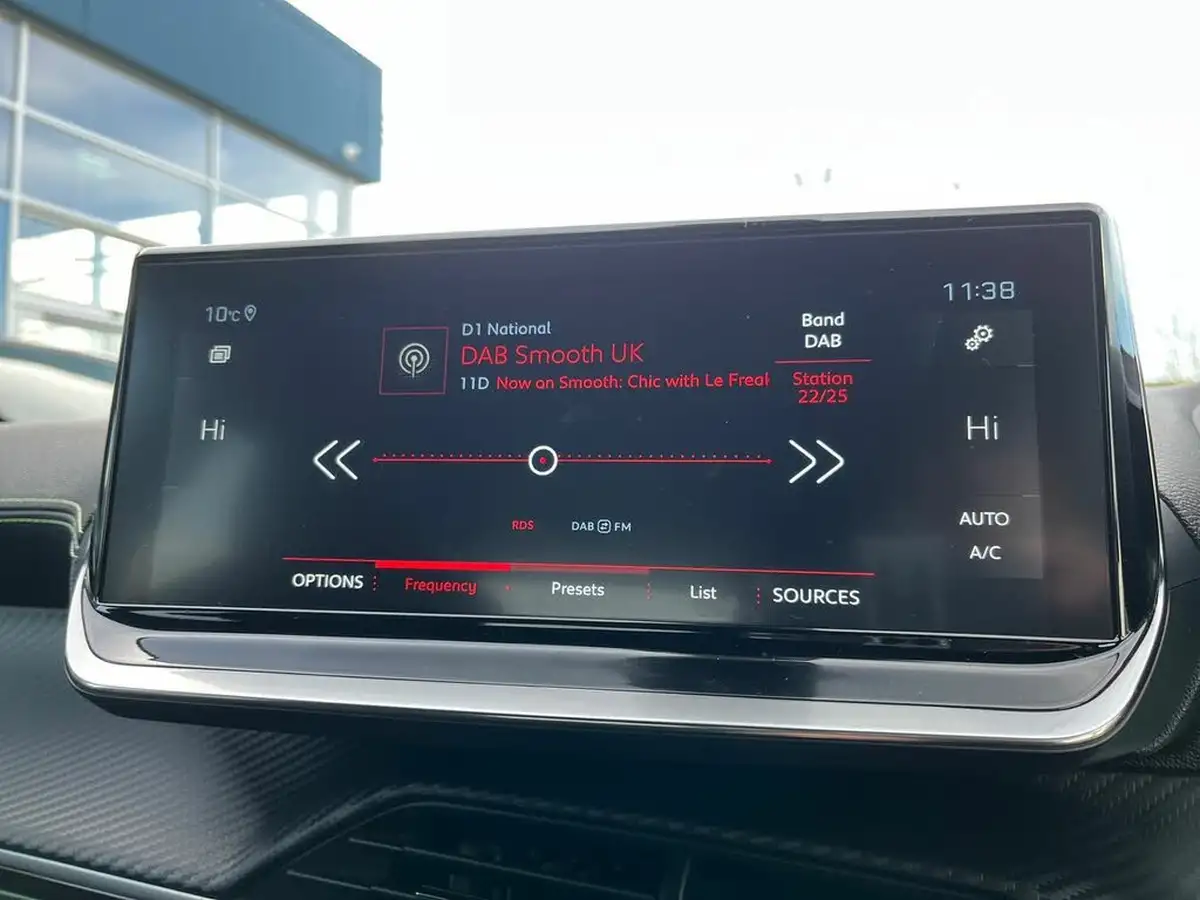 10°C
11:38
D1 National
DAB Smooth UK
11D Now on Smooth: Chic with Le Freak
Band
DAB
Station
22/25
Hi
Hi
RDS
DAB FM
AUTO
A/C
OPTIONS
Frequency
Presets
List
SOURCES